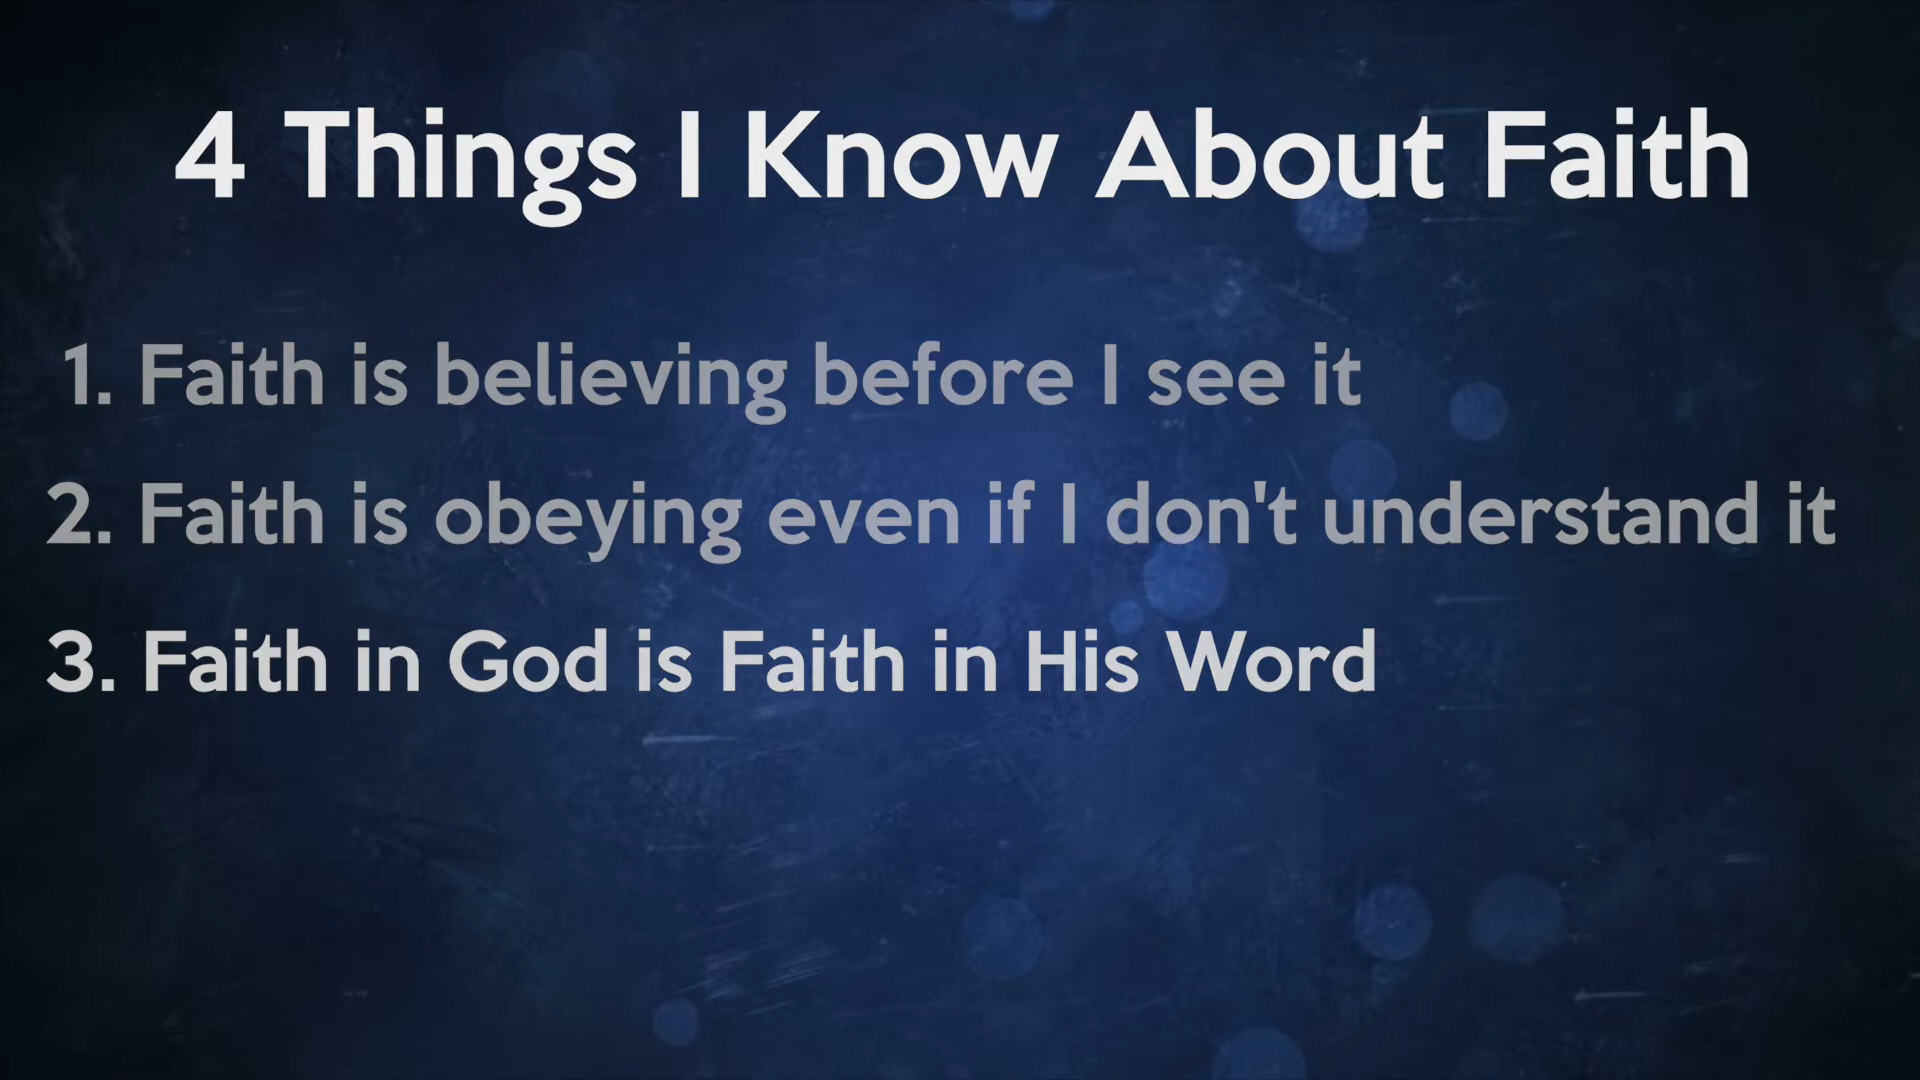 4 Things I Know About Faith
1. Faith is believing before I see it
2. Faith is obeying even if I don't understand it
3. Faith in God is Faith in His Word